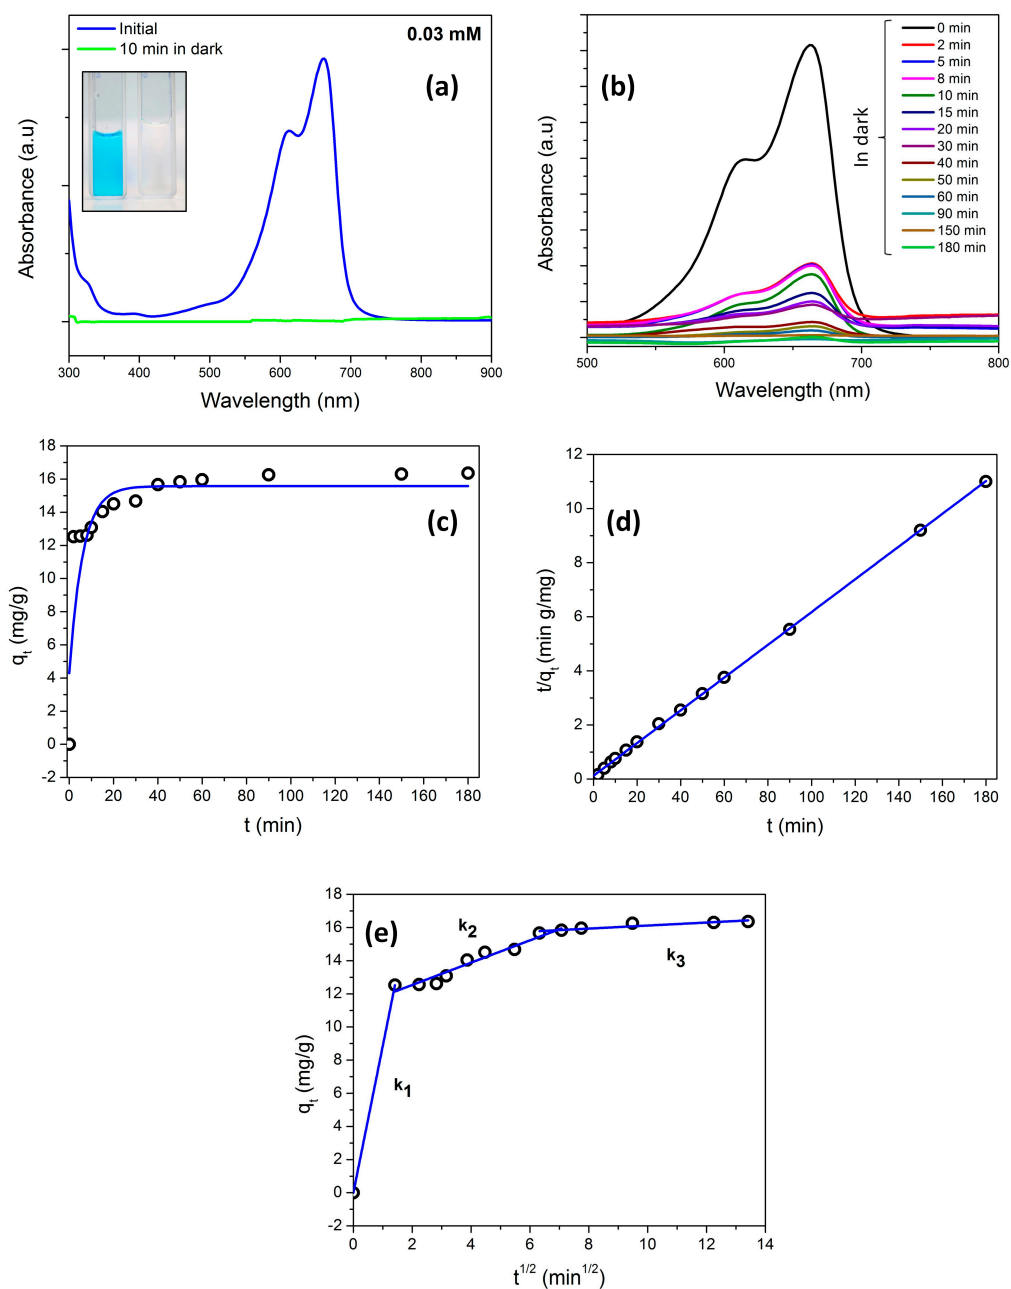 Initial
10 min in dark
0.03 mM
(a)
Absorbance (a.u)
300 400 500 600 700 800 900
Wavelength (nm)
(b)
In dark
0 min
2 min
5 min
8 min
10 min
15 min
20 min
30 min
40 min
50 min
60 min
90 min
150 min
180 min
Absorbance (a.u)
500 600 700 800
Wavelength (nm)
18
16
14
12
10
8
6
4
2
0
-2
qt (mg/g)
(c)
0 20 40 60 80 100 120 140 160 180
t (min)
12
10
8
6
4
2
0
t/qt (min g/mg)
(d)
0 20 40 60 80 100 120 140 160 180
t (min)
18
16
14
12
10
8
6
4
2
0
-2
qt (mg/g)
(e)
k1
k2
k3
0 2 4 6 8 10 12 14
t^1/2 (min^1/2)